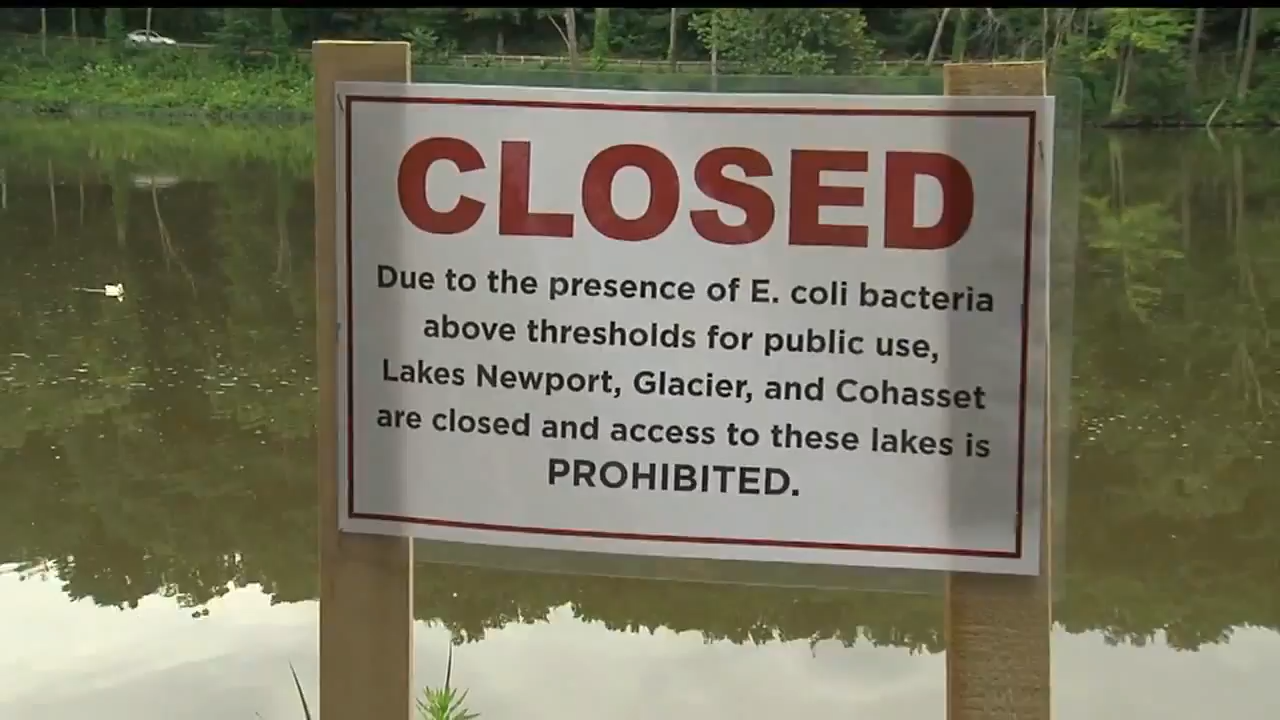 CLOSED
Due to the presence of E. coli bacteria
above thresholds for public use,
Lakes Newport, Glacier, and Cohasset
are closed and access to these lakes is
PROHIBITED.